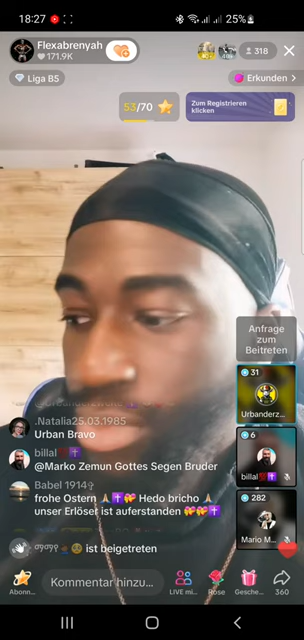 18:27
25%
Flexabrenyah
171.9K
318
Liga B5
Erkunden >
53/70
Zum Registrieren
klicken
Anfrage
zum
Beitreten
31
Urbanderz...
.Natalia25.03.1985
Urban Bravo
6
billal
billal
@Marko Zemun Gottes Segen Bruder
Babel 1914✞
frohe Ostern 🙏🏽✝️💝 Hedo bricho 🙏🏽
unser Erlöser ist auferstanden 💝💝✝️
282
Mario M...
ist beigetreten
Abonn...
Kommentar hinzu...
LIVE mi...
Rose
Gesche...
360